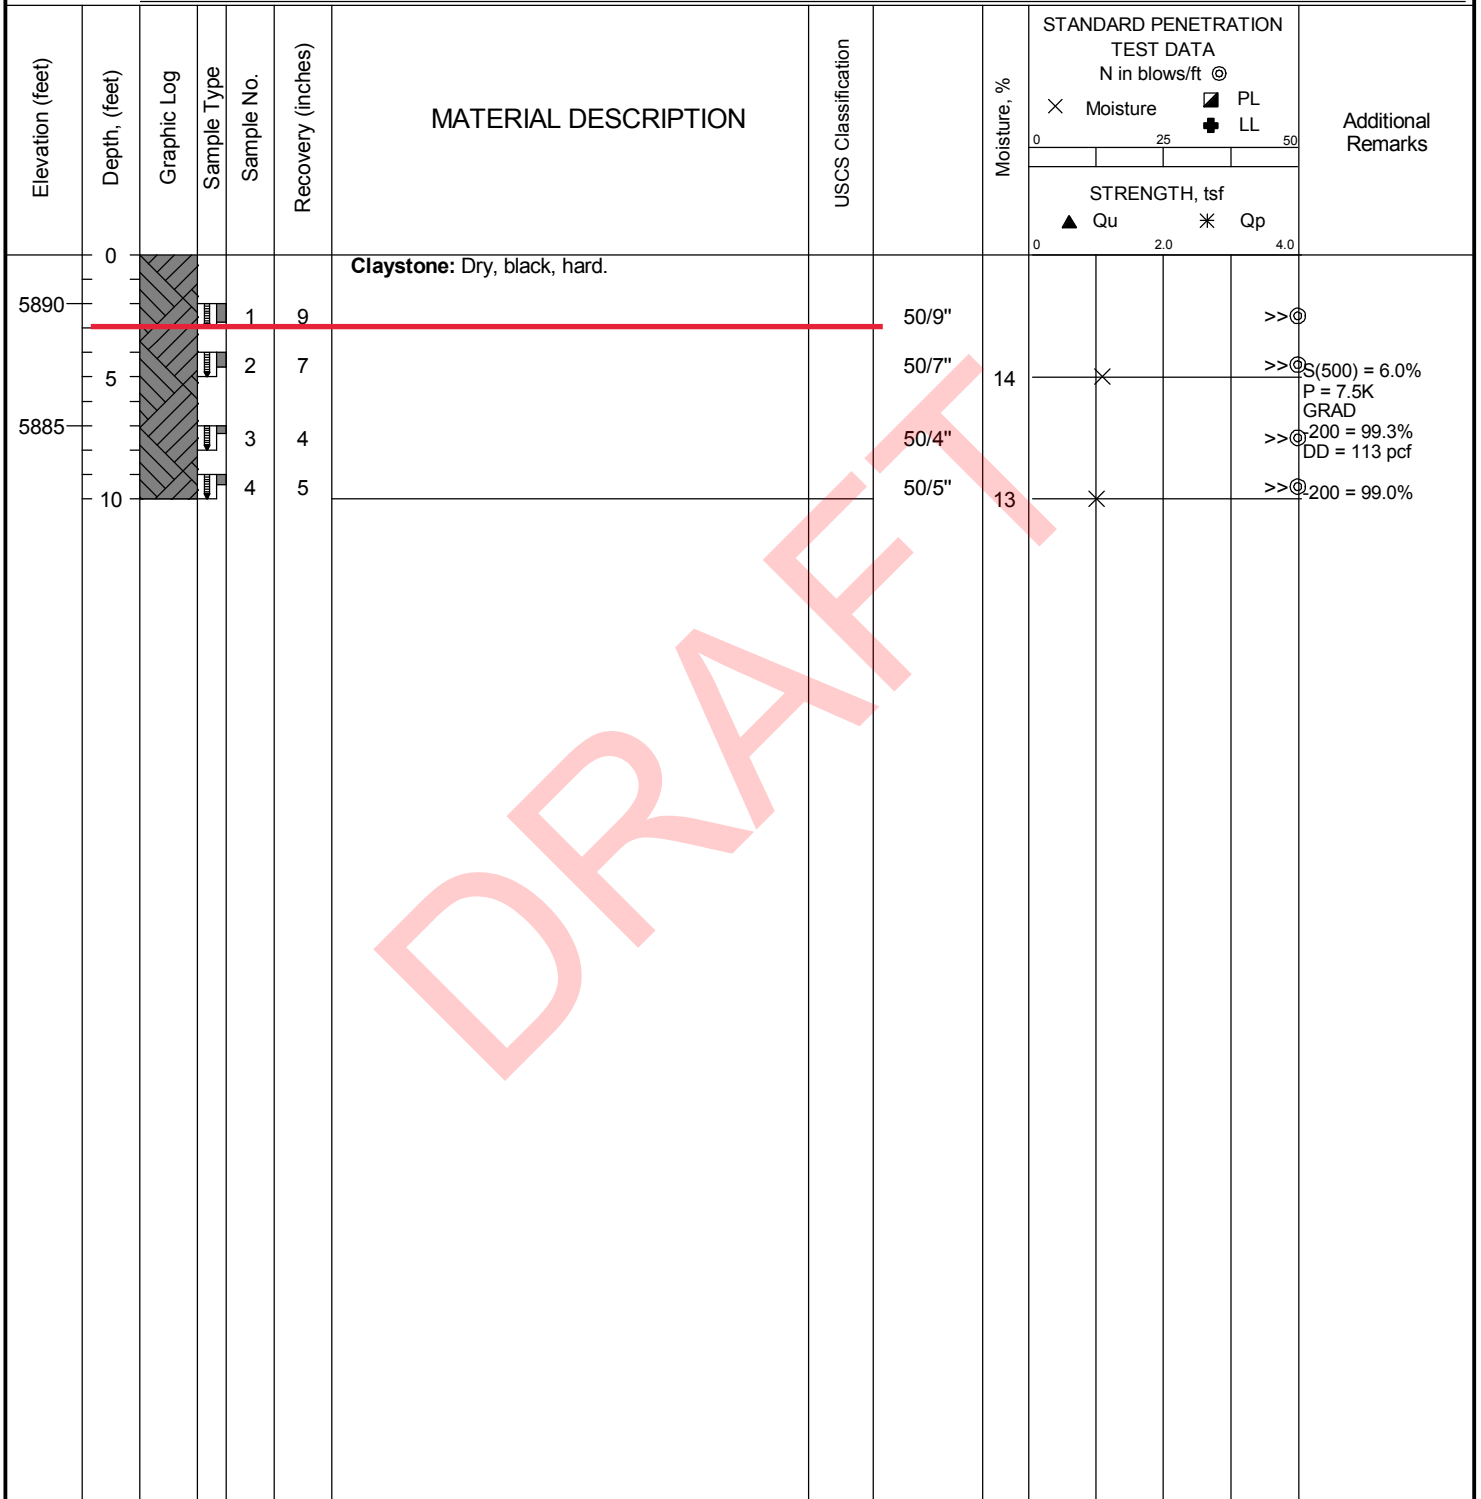 Elevation (feet)
Depth, (feet)
Graphic Log
Sample Type
Sample No.
Recovery (inches)
MATERIAL DESCRIPTION
USCS Classification
Moisture, %
STANDARD PENETRATION
TEST DATA
N in blows/ft
Moisture
PL
LL
0 25 50
STRENGTH, tsf
Qu Qp
0 2.0 4.0
Additional
Remarks
0
Claystone: Dry, black, hard.
5890
1 9 50/9" >>
2 7 50/7" >>
5 14
S(500) = 6.0%
P = 7.5K
GRAD
5885
3 4 50/4" >>
-200 = 99.3%
DD = 113 pcf
4 5 50/5" >>
10 13
-200 = 99.0%
DRAFT